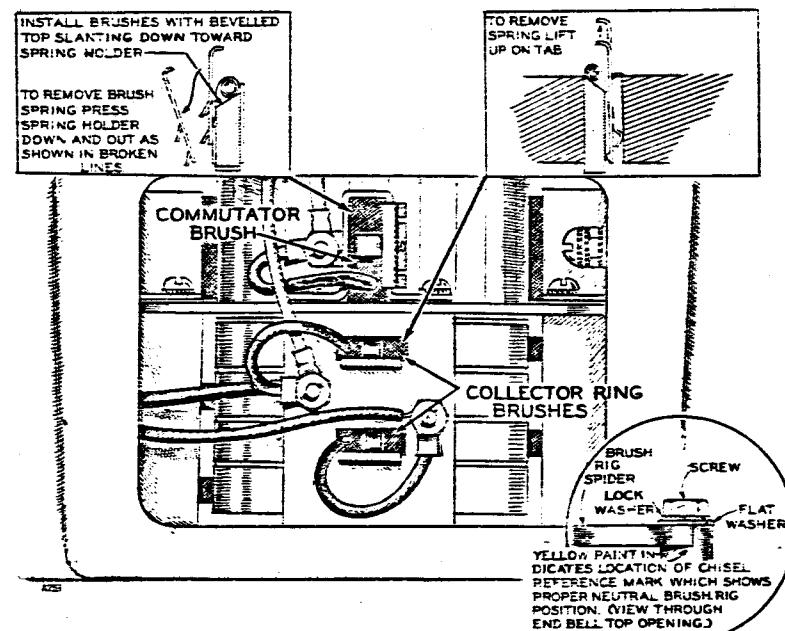 INSTALL BRUSHES WITH BEVELLED
TOP SLANTING DOWN TOWARD
SPRING HOLDER
TO REMOVE BRUSH
SPRING PRESS
SPRING HOLDER
DOWN AND OUT AS
SHOWN IN BROKEN
LINES
TO REMOVE
SPRING LIFT
UP ON TAB
COMMUTATOR
BRUSH
COLLECTOR RING
BRUSHES
BRUSH
RIG
SPIDER
LOCK
WASHER
SCREW
FLAT
WASHER
YELLOW PAINT IN-
DICATES LOCATION OF CHISEL
REFERENCE MARK WHICH SHOWS
PROPER NEUTRAL BRUSH RIG
POSITION. (VIEW THROUGH
END BELL TOP OPENING.)